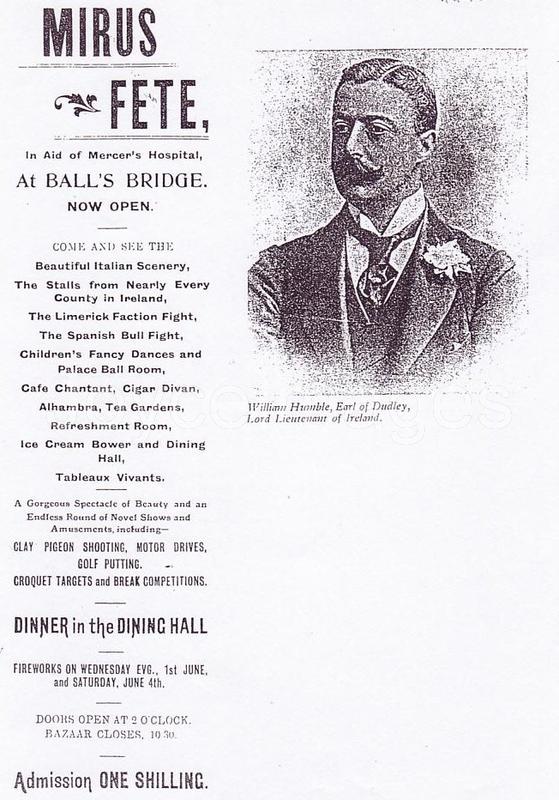 MIRUS
FETE,
In Aid of Mercer's Hospital,
At BALL'S BRIDGE.
NOW OPEN.
COME AND SEE THE
Beautiful Italian Scenery,
The Stalls from Nearly Every
County in Ireland,
The Limerick Faction Fight,
The Spanish Bull Fight,
Children's Fancy Dances and
Palace Ball Room,
Cafe Chantant, Cigar Divan,
Alhambra, Tea Gardens,
Refreshment Room,
Ice Cream Bower and Dining
Hall,
Tableaux Vivants.
A Gorgeous Spectacle of Beauty and an
Endless Round of Novel Shows and
Amusements, including—
CLAY PIGEON SHOOTING, MOTOR DRIVES,
GOLF PUTTING.
CROQUET TARGETS and BREAK COMPETITIONS.
DINNER in the DINING HALL
FIREWORKS ON WEDNESDAY EVG., 1st JUNE,
and SATURDAY, JUNE 4th.
DOORS OPEN AT 2 O'CLOCK.
BAZAAR CLOSES, 10 30.
Admission ONE SHILLING.
William Humble, Earl of Dudley,
Lord Lieutenant of Ireland.